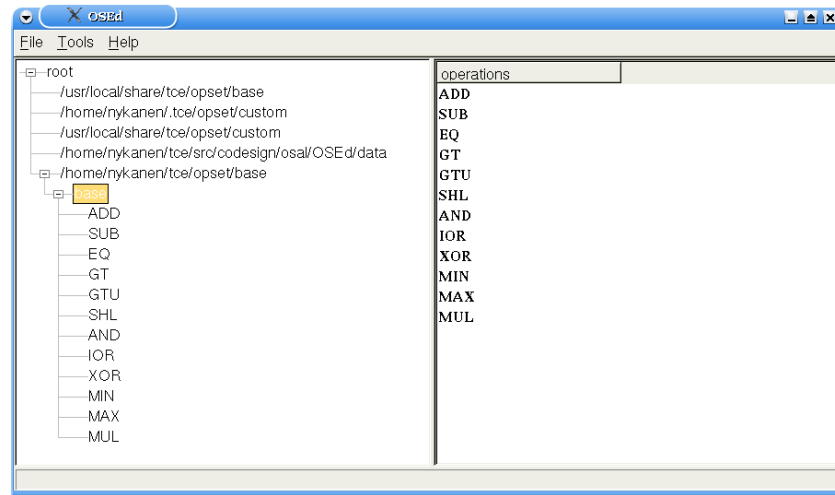 OSEd
File Tools Help
root
/usr/local/share/tce/opset/base
/home/nykanen/.tce/opset/custom
/usr/local/share/tce/opset/custom
/home/nykanen/tce/src/codesign/osal/OSEd/data
/home/nykanen/tce/opset/base
base
ADD
SUB
EQ
GT
GTU
SHL
AND
IOR
XOR
MIN
MAX
MUL
operations
ADD
SUB
EQ
GT
GTU
SHL
AND
IOR
XOR
MIN
MAX
MUL